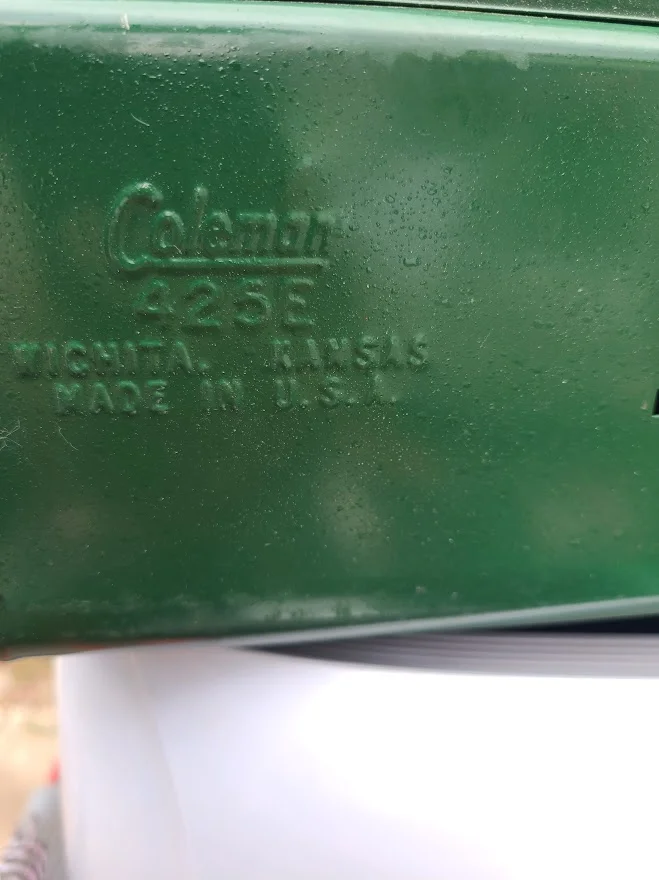 Coleman
425E
WICHITA, KANSAS
MADE IN U.S.A.